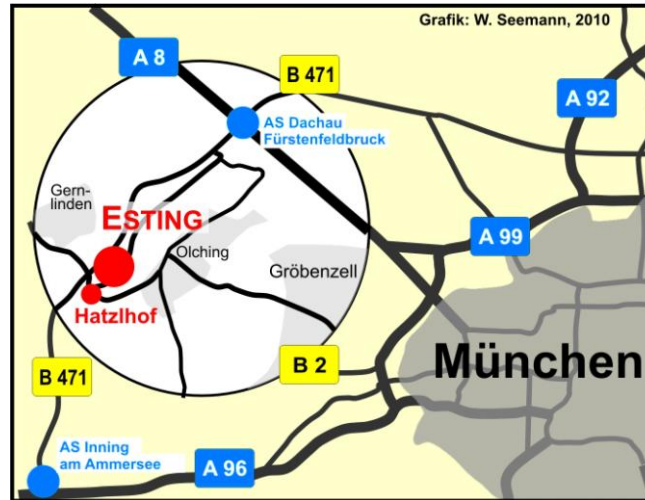 Grafik: W. Seemann, 2010
A 8
B 471
A 92
AS Dachau
Fürstenfeldbruck
Gern-
linden
ESTING
A 99
Olching
Gröbenzell
Hatzlhof
B 2
München
B 471
AS Inning
am Ammersee
A 96